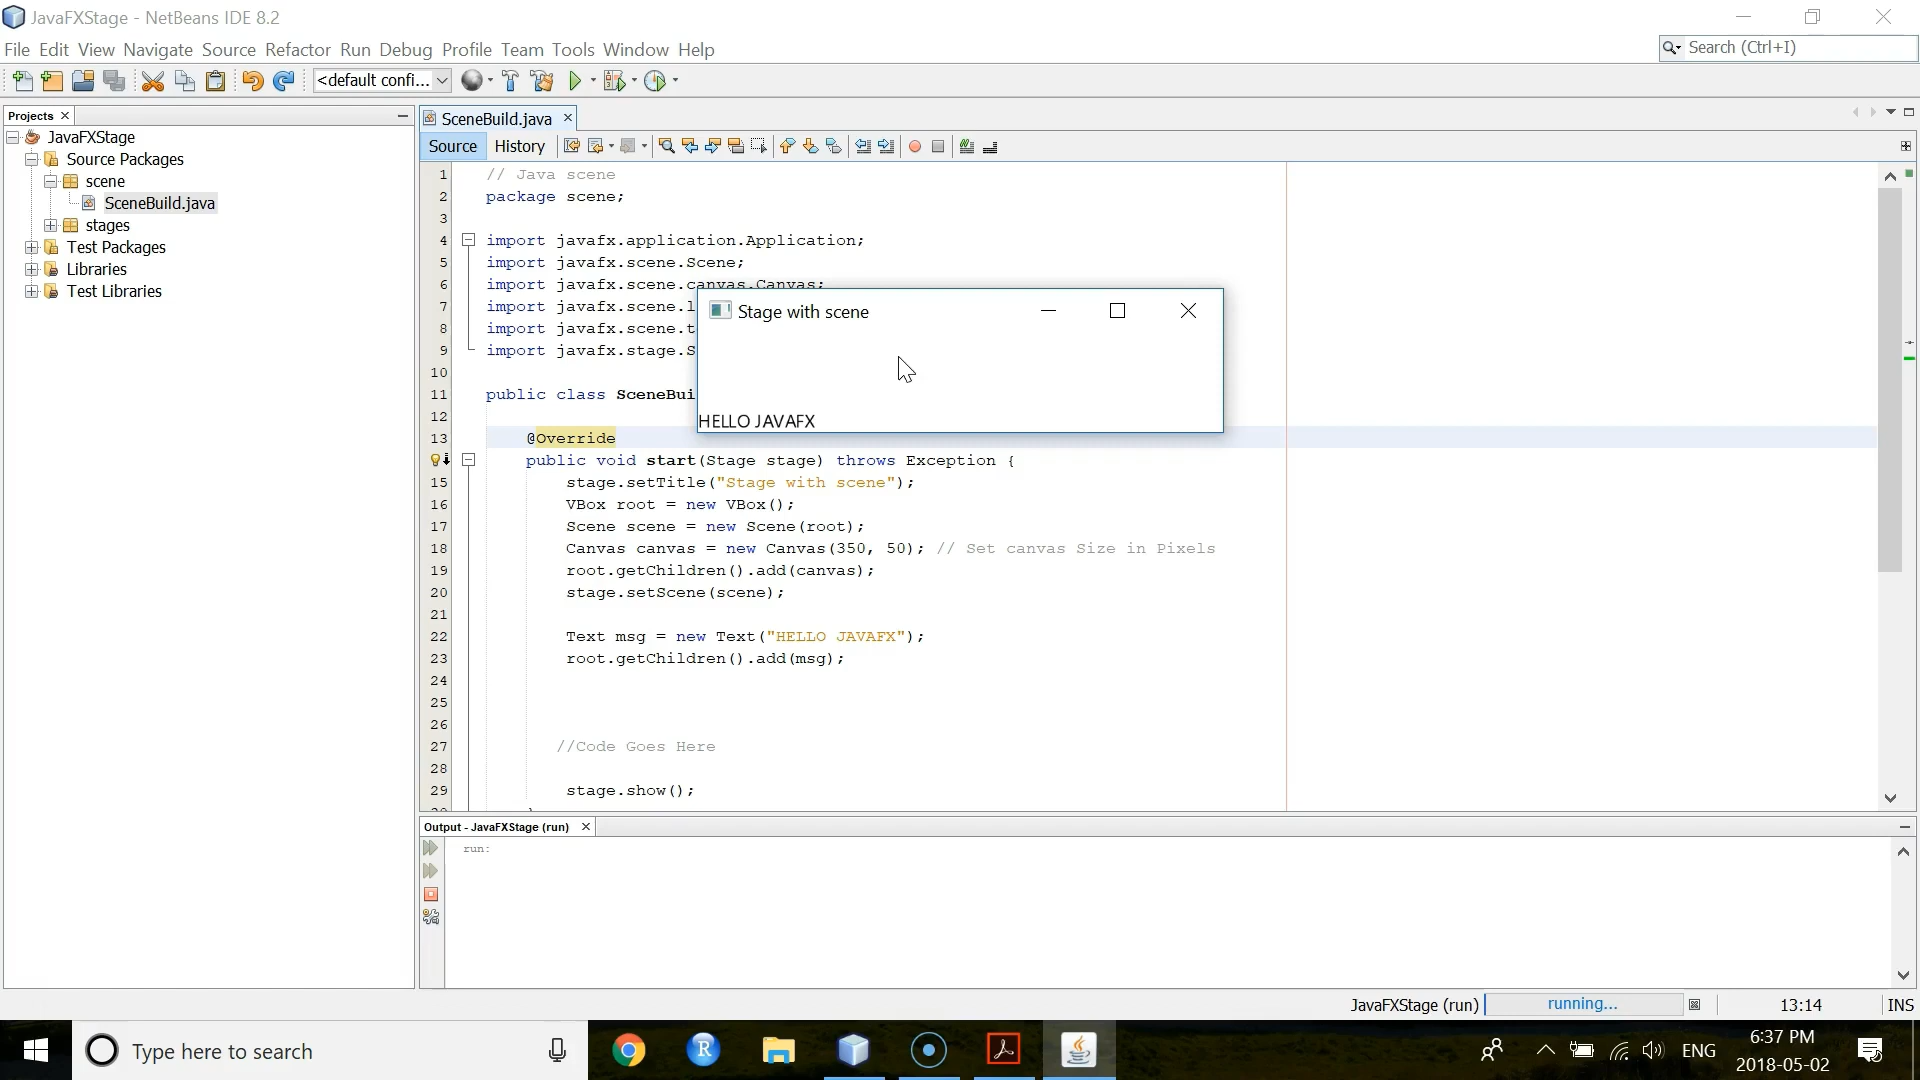 JavaFXStage - NetBeans IDE 8.2
File Edit View Navigate Source Refactor Run Debug Profile Team Tools Window Help
Search (Ctrl+I)
<default confi...
Projects
JavaFXStage
Source Packages
scene
SceneBuild.java
stages
Test Packages
Libraries
Test Libraries
SceneBuild.java
Source History
1 // Java scene
2 package scene;
3
4 import javafx.application.Application;
5 import javafx.scene.Scene;
6 import javafx.scene.canvas.Canvas;
7 import javafx.scene.l
8 import javafx.scene.t
9 import javafx.stage.S
10
11 public class SceneBui
12
13 @Override
public void start(Stage stage) throws Exception {
15 stage.setTitle("Stage with scene");
16 VBox root = new VBox();
17 Scene scene = new Scene(root);
18 Canvas canvas = new Canvas(350, 50); // Set canvas Size in Pixels
19 root.getChildren().add(canvas);
20 stage.setScene(scene);
21
22 Text msg = new Text("HELLO JAVAFX");
23 root.getChildren().add(msg);
24
25
26
27 //Code Goes Here
28
29 stage.show();
Stage with scene
HELLO JAVAFX
Output - JavaFXStage (run)
run:
JavaFXStage (run) running... 13:14 INS
Type here to search
ENG
6:37 PM
2018-05-02